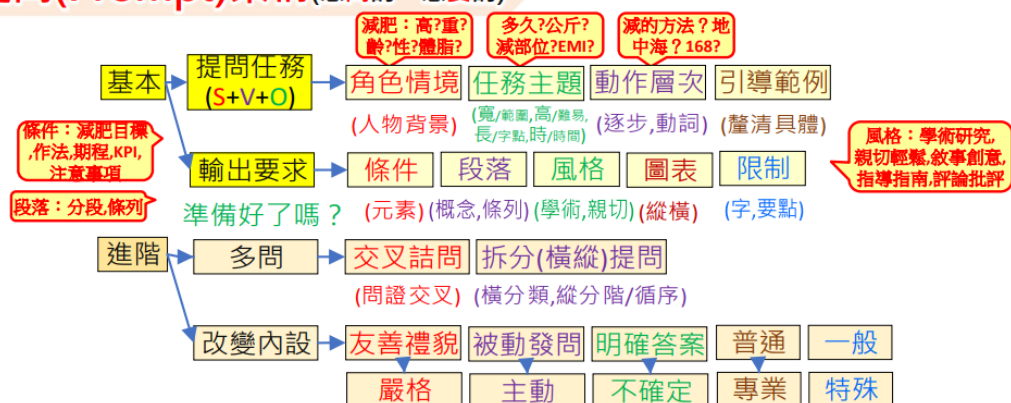 (Prompt)
減肥：高?重?
齡?性?體脂?
多久?公斤?
減部位?EMI?
減的方法？地
中海？168?
基本
提問任務
(S+V+O)
角色情境
任務主題
動作層次
引導範例
(人物背景)
(寬/範圍,高/難易,
長/字點,時/時間)
(逐步,動詞)
(釐清具體)
條件：減肥目標
,作法,期程,KPI,
注意事項
風格：學術研究,
親切輕鬆,敘事創意,
指導指南,評論批評
輸出要求
條件
段落
風格
圖表
限制
段落：分段,條列
準備好了嗎？
(元素)
(概念,條列)
(學術,親切)
(縱橫)
(字,要點)
進階
多問
交叉詰問
拆分(橫縱)提問
(問證交叉)
(橫分類,縱分階/循序)
改變內設
友善禮貌
被動發問
明確答案
普通
一般
嚴格
主動
不確定
專業
特殊